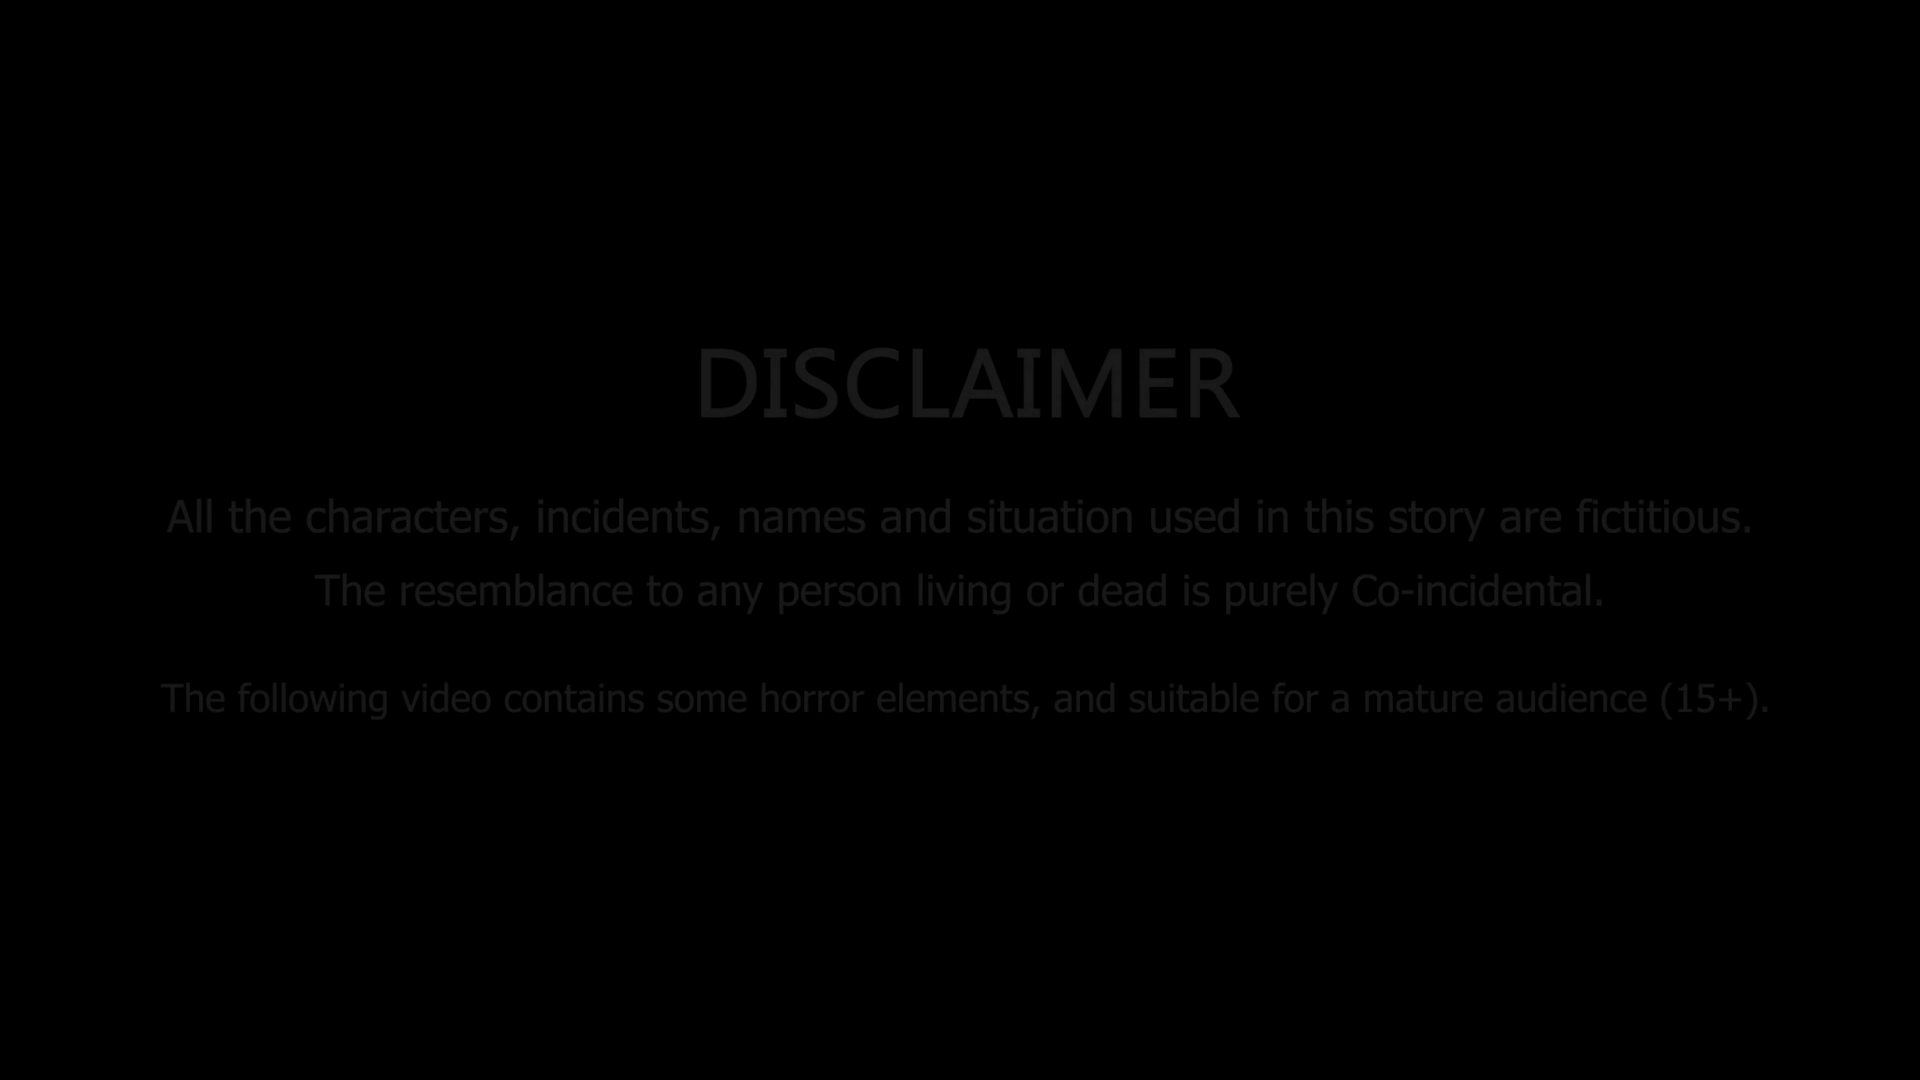 DISCLAIMER
All the characters, incidents, names and situation used in this story are fictitious.
The resemblance to any person living or dead is purely Co-incidental.
The following video contains some horror elements, and suitable for a mature audience (15+).